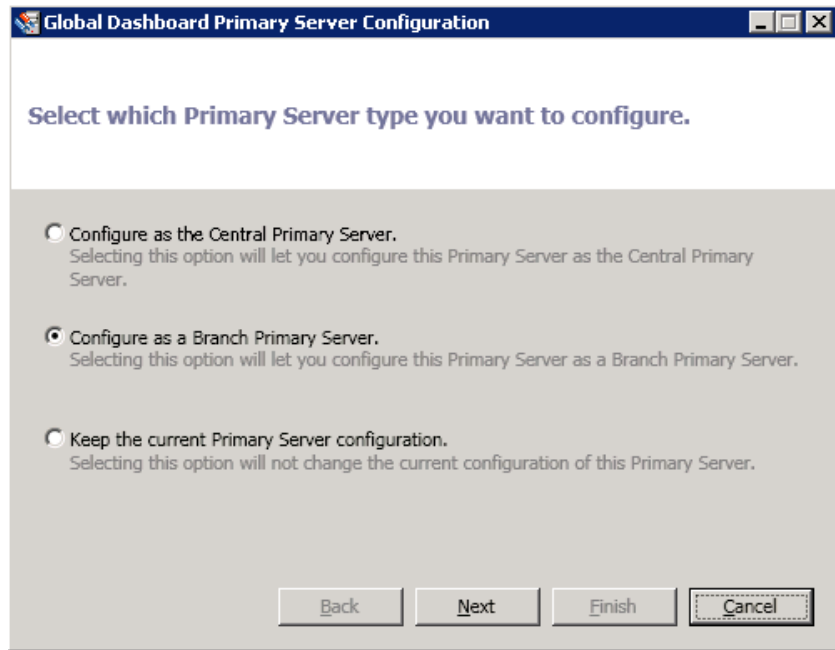 Global Dashboard Primary Server Configuration
Select which Primary Server type you want to configure.
Configure as the Central Primary Server.
Selecting this option will let you configure this Primary Server as the Central Primary
Server.
Configure as a Branch Primary Server.
Selecting this option will let you configure this Primary Server as a Branch Primary Server.
Keep the current Primary Server configuration.
Selecting this option will not change the current configuration of this Primary Server.
Back Next Finish Cancel